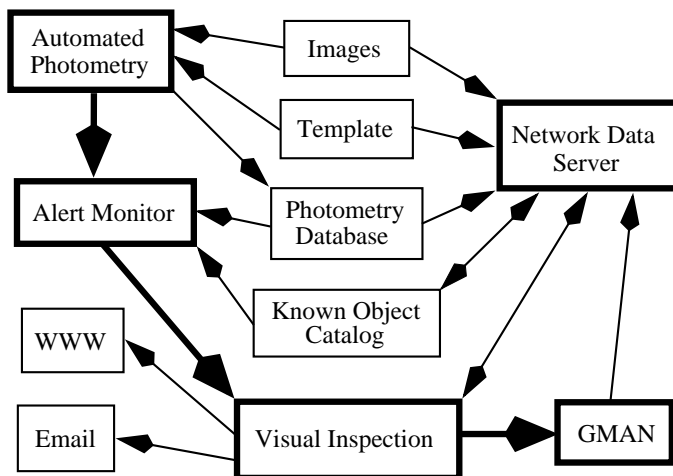 Automated
Photometry
Images
Template
Network Data
Server
Alert Monitor
Photometry
Database
Known Object
Catalog
WWW
Email
Visual Inspection
GMAN